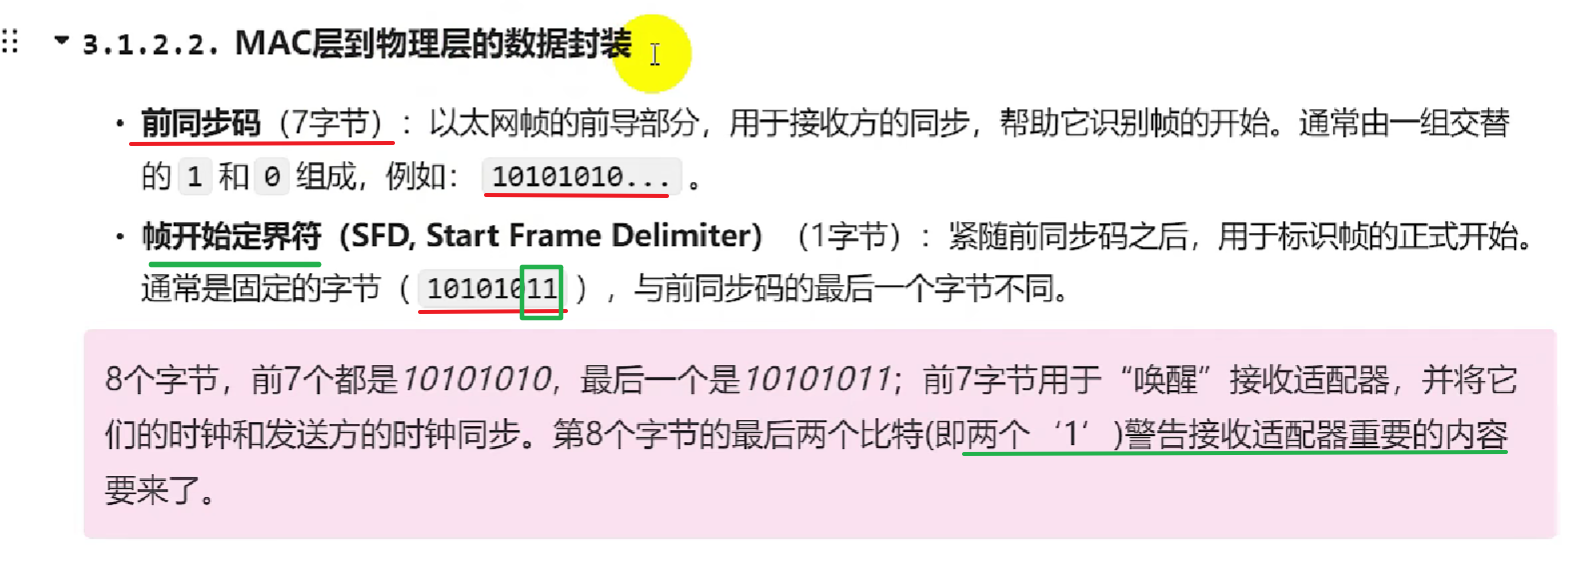 3.1.2.2. MAC层到物理层的数据封装
• 前同步码（7字节）：以太网帧的前导部分，用于接收方的同步，帮助它识别帧的开始。通常由一组交替
的 1 和 0 组成，例如： 10101010... 。
• 帧开始定界符（SFD, Start Frame Delimiter）（1字节）：紧随前同步码之后，用于标识帧的正式开始。
通常是固定的字节（ 10101011 ），与前同步码的最后一个字节不同。
8个字节，前7个都是10101010，最后一个是10101011；前7字节用于“唤醒”接收适配器，并将它
们的时钟和发送方的时钟同步。第8个字节的最后两个比特(即两个‘1’)警告接收适配器重要的内容
要来了。